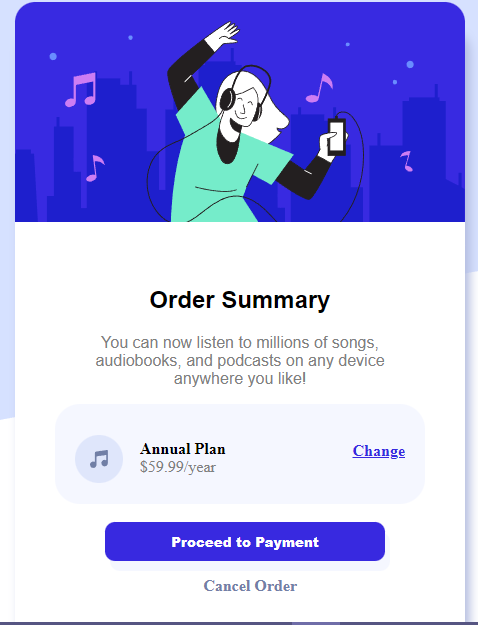 Order Summary
You can now listen to millions of songs,
audiobooks, and podcasts on any device
anywhere you like!
Annual Plan
Change
$59.99/year
Proceed to Payment
Cancel Order